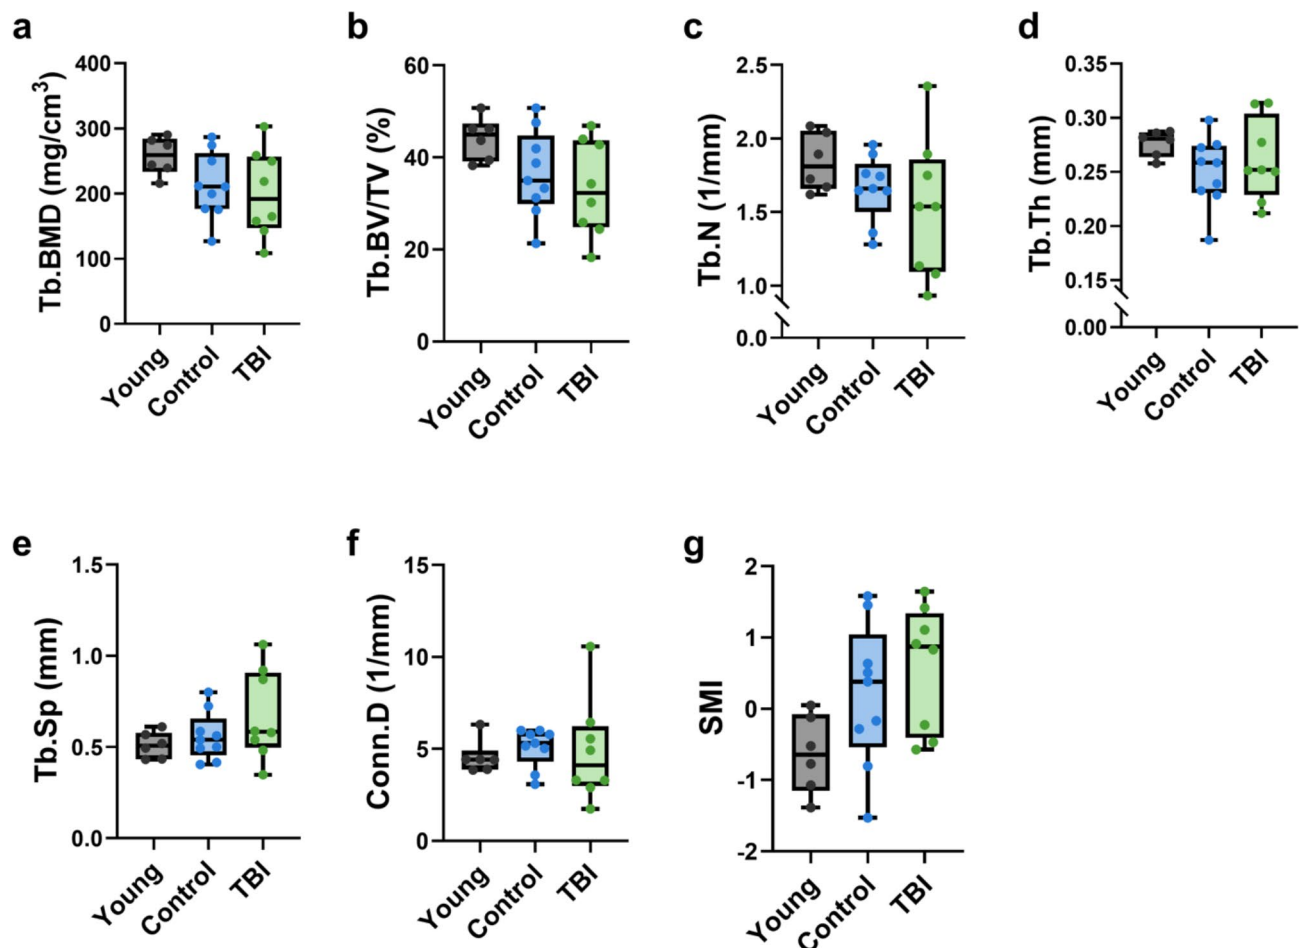 a
Tb.BMD (mg/cm³)
400
300
200
100
0
Young
Control
TBI
b
Tb.BV/TV (%)
60
40
20
0
Young
Control
TBI
c
Tb.N (1/mm)
2.5
2.0
1.5
1.0
0.0
Young
Control
TBI
d
Tb.Th (mm)
0.35
0.30
0.25
0.20
0.15
0.00
Young
Control
TBI
e
Tb.Sp (mm)
1.5
1.0
0.5
0.0
Young
Control
TBI
f
Conn.D (1/mm)
15
10
5
0
Young
Control
TBI
g
SMI
2
1
0
-1
-2
Young
Control
TBI